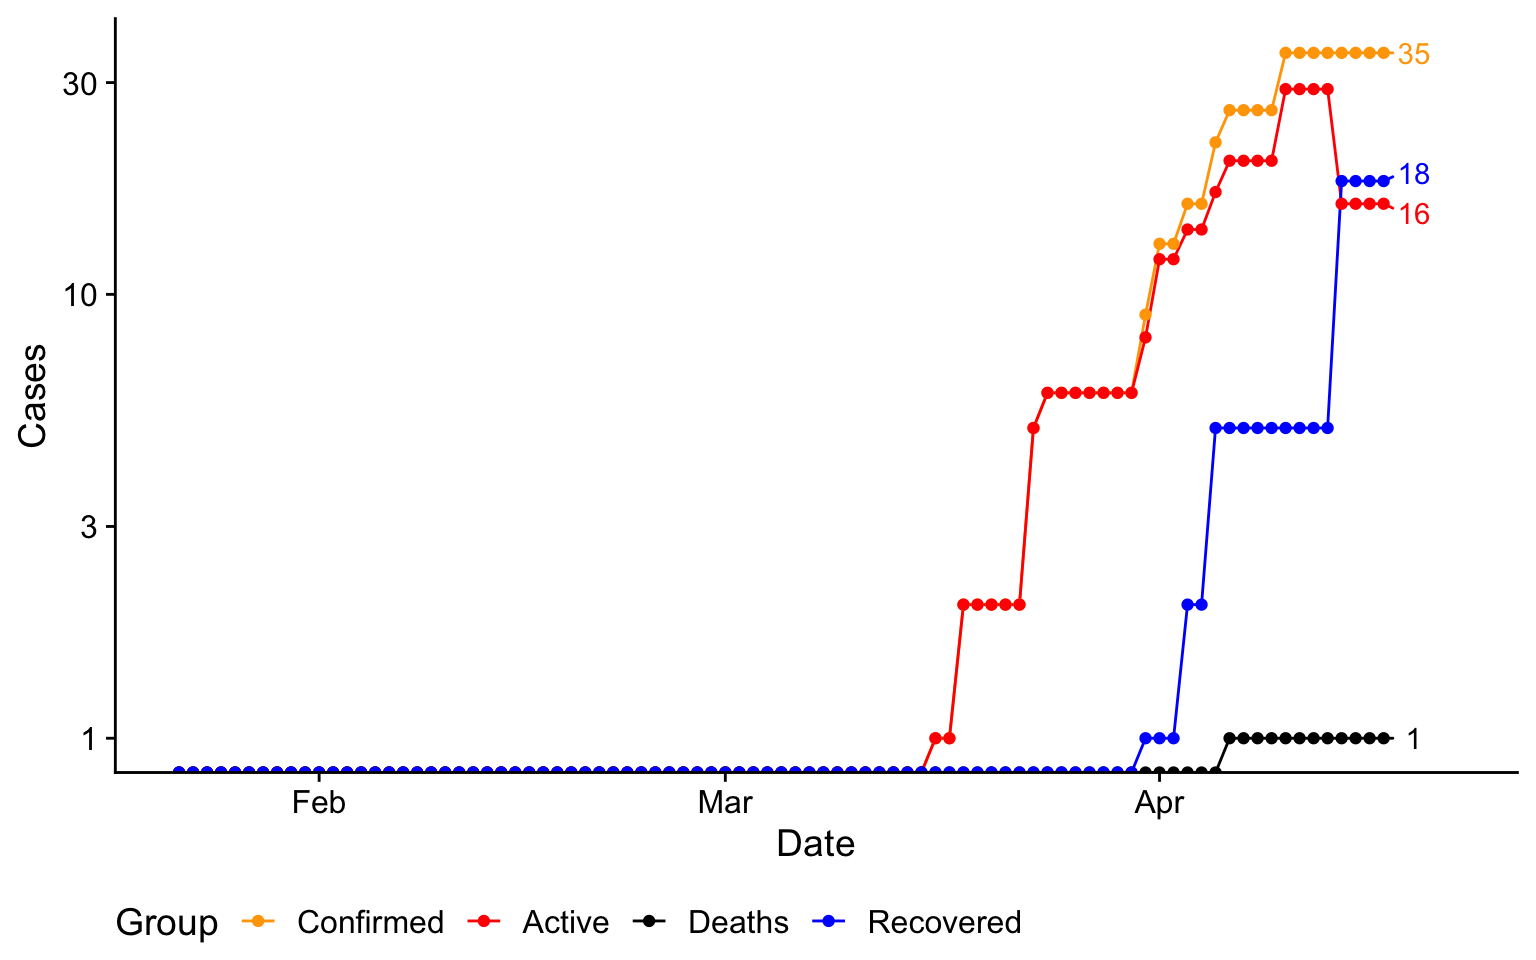 30
10
3
1
Cases
35
18
16
1
Feb Mar Apr
Date
Group Confirmed Active Deaths Recovered